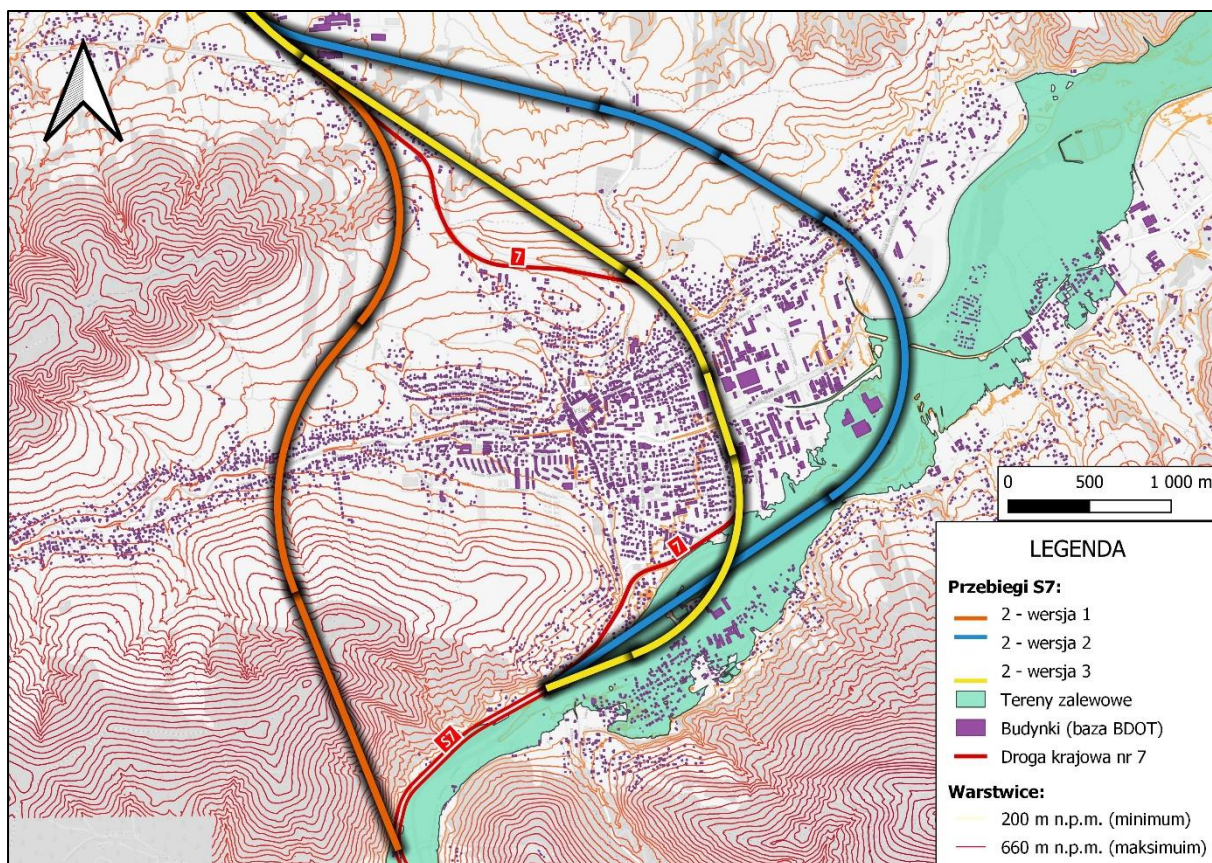 7
7
S7
0 500 1 000 m
LEGENDA
Przebiegi S7:
2 - wersja 1
2 - wersja 2
2 - wersja 3
Tereny zalewowe
Budynki (baza BDOT)
Droga krajowa nr 7
Warstwice:
200 m n.p.m. (minimum)
660 m n.p.m. (maksimuim)